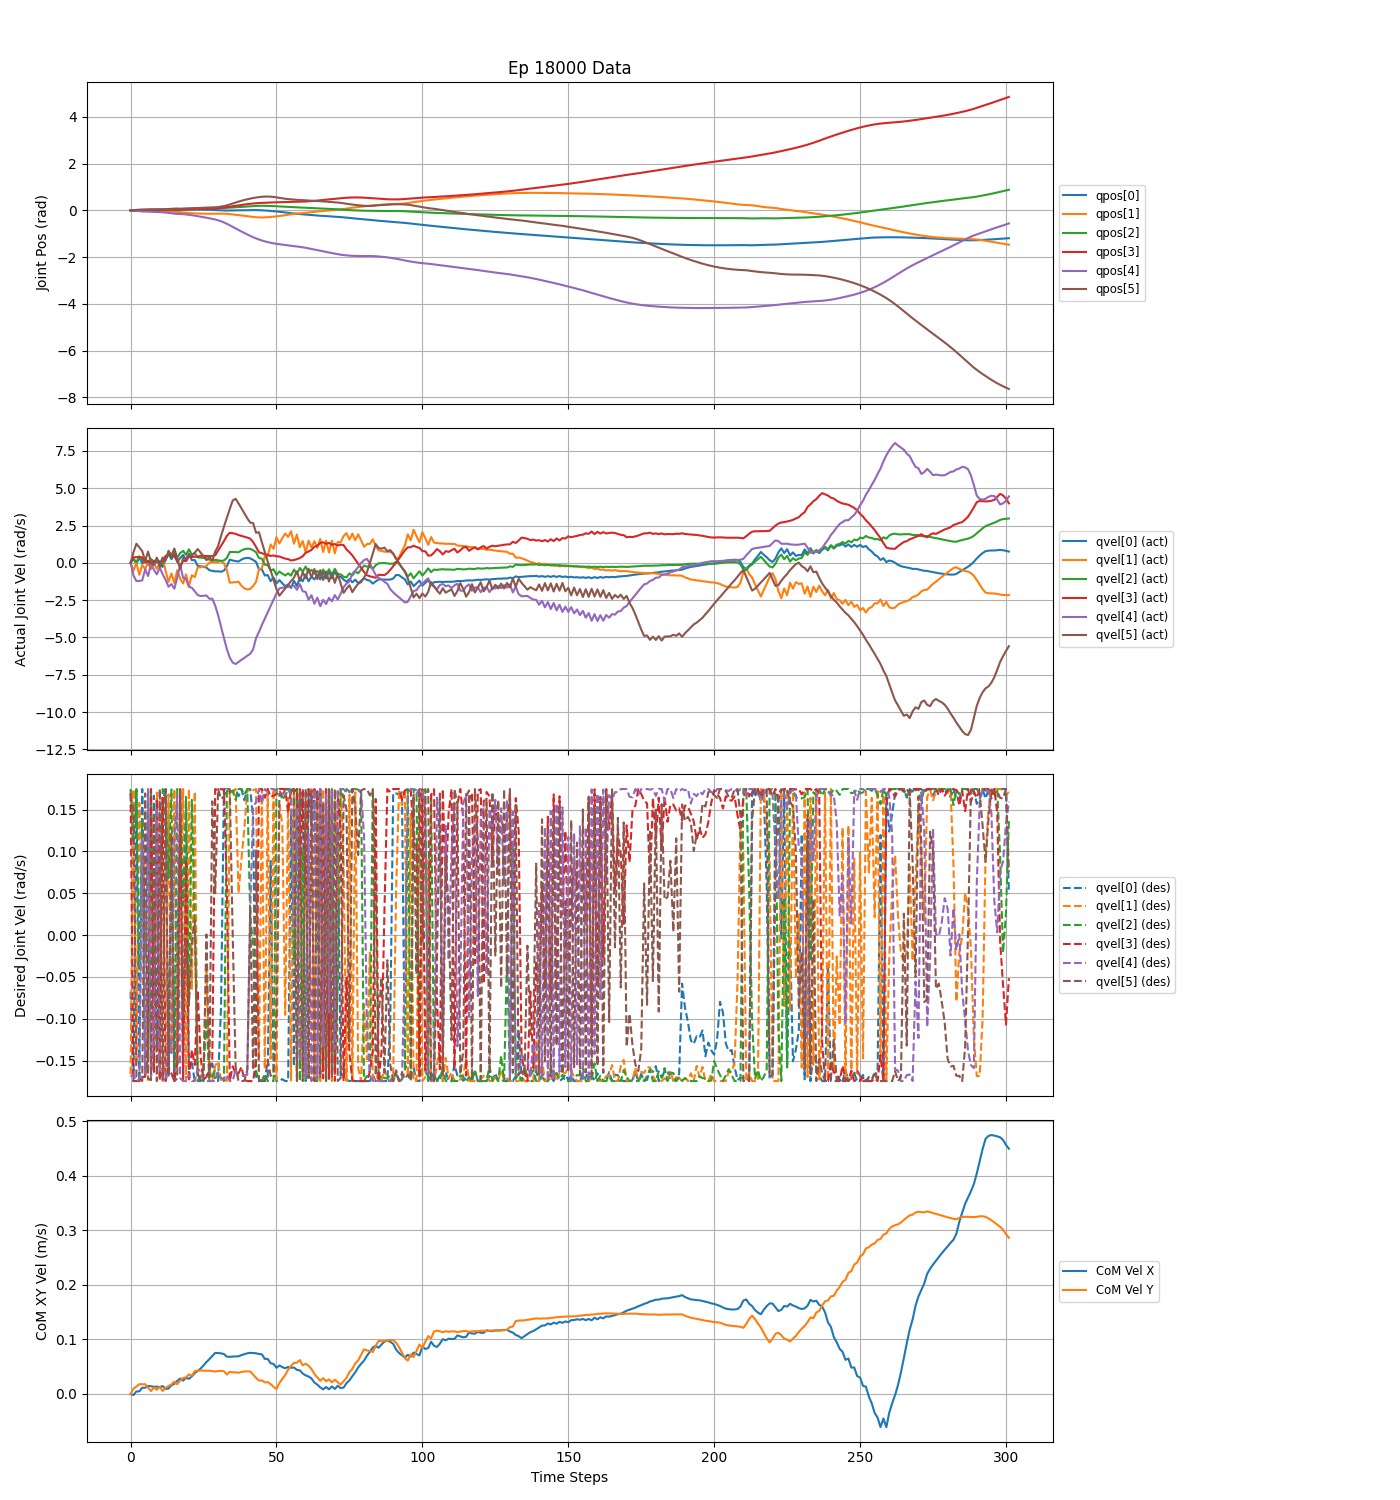 Ep 18000 Data
Joint Pos (rad)
4
2
0
−2
−4
−6
−8
qpos[0]
qpos[1]
qpos[2]
qpos[3]
qpos[4]
qpos[5]
Actual Joint Vel (rad/s)
7.5
5.0
2.5
0.0
−2.5
−5.0
−7.5
−10.0
−12.5
qvel[0] (act)
qvel[1] (act)
qvel[2] (act)
qvel[3] (act)
qvel[4] (act)
qvel[5] (act)
Desired Joint Vel (rad/s)
0.15
0.10
0.05
0.00
−0.05
−0.10
−0.15
qvel[0] (des)
qvel[1] (des)
qvel[2] (des)
qvel[3] (des)
qvel[4] (des)
qvel[5] (des)
CoM XY Vel (m/s)
0.5
0.4
0.3
0.2
0.1
0.0
CoM Vel X
CoM Vel Y
0 50 100 150 200 250 300
Time Steps